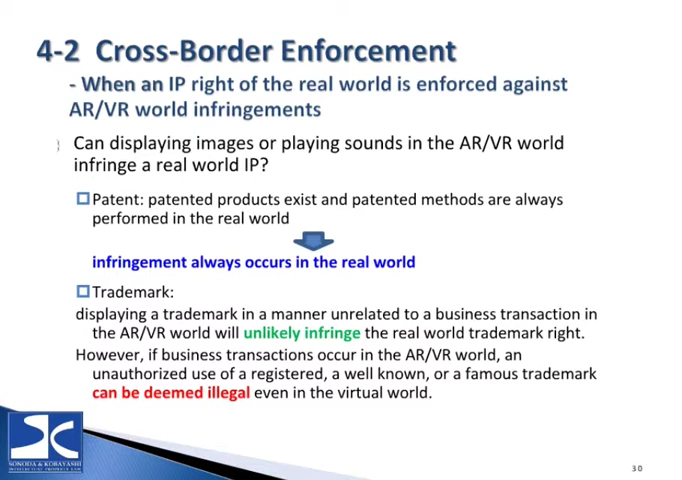 4-2 Cross-Border Enforcement
- When an IP right of the real world is enforced against
AR/VR world infringements
Can displaying images or playing sounds in the AR/VR world
infringe a real world IP?
Patent: patented products exist and patented methods are always
performed in the real world
infringement always occurs in the real world
Trademark:
displaying a trademark in a manner unrelated to a business transaction in
the AR/VR world will unlikely infringe the real world trademark right.
However, if business transactions occur in the AR/VR world, an
unauthorized use of a registered, a well known, or a famous trademark
can be deemed illegal even in the virtual world.
SONODA & KOBAYASHI
INTELLECTUAL PROPERTY LAW
30